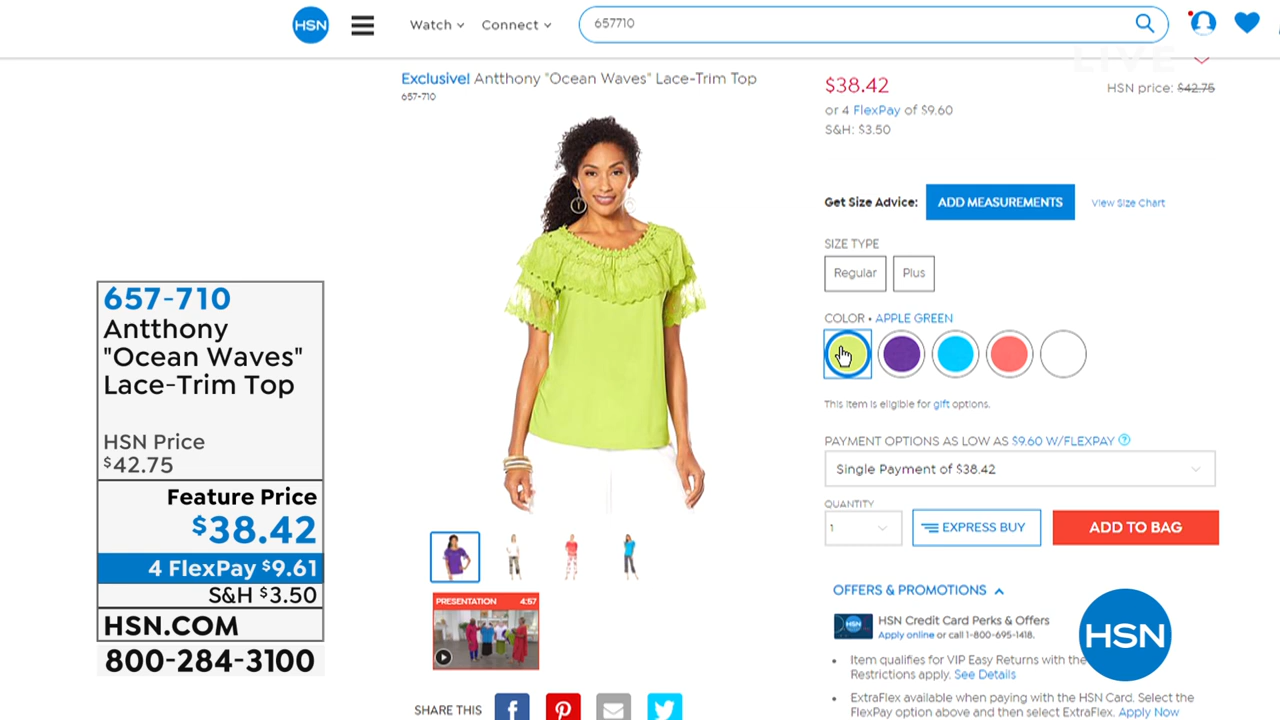 HSN
Watch
Connect
657710
LIVE
Exclusive! Antthony "Ocean Waves" Lace-Trim Top
657-710
$38.42
HSN price: $42.75
or 4 FlexPay of $9.60
S&H: $3.50
Get Size Advice:
ADD MEASUREMENTS
View Size Chart
SIZE TYPE
Regular
Plus
COLOR • APPLE GREEN
This item is eligible for gift options.
PAYMENT OPTIONS AS LOW AS $9.60 W/FLEXPAY ?
Single Payment of $38.42
QUANTITY
1
EXPRESS BUY
ADD TO BAG
OFFERS & PROMOTIONS
HSN
HSN Credit Card Perks & Offers
Apply online or call 1-800-695-1418.
• Item qualifies for VIP Easy Returns with the
Restrictions apply. See Details
• ExtraFlex available when paying with the HSN Card. Select the
FlexPay option above and then select ExtraFlex. Apply Now
HSN
657-710
Antthony
"Ocean Waves"
Lace-Trim Top
HSN Price
$42.75
Feature Price
$38.42
4 FlexPay $9.61
S&H $3.50
HSN.COM
800-284-3100
PRESENTATION 4:57
SHARE THIS